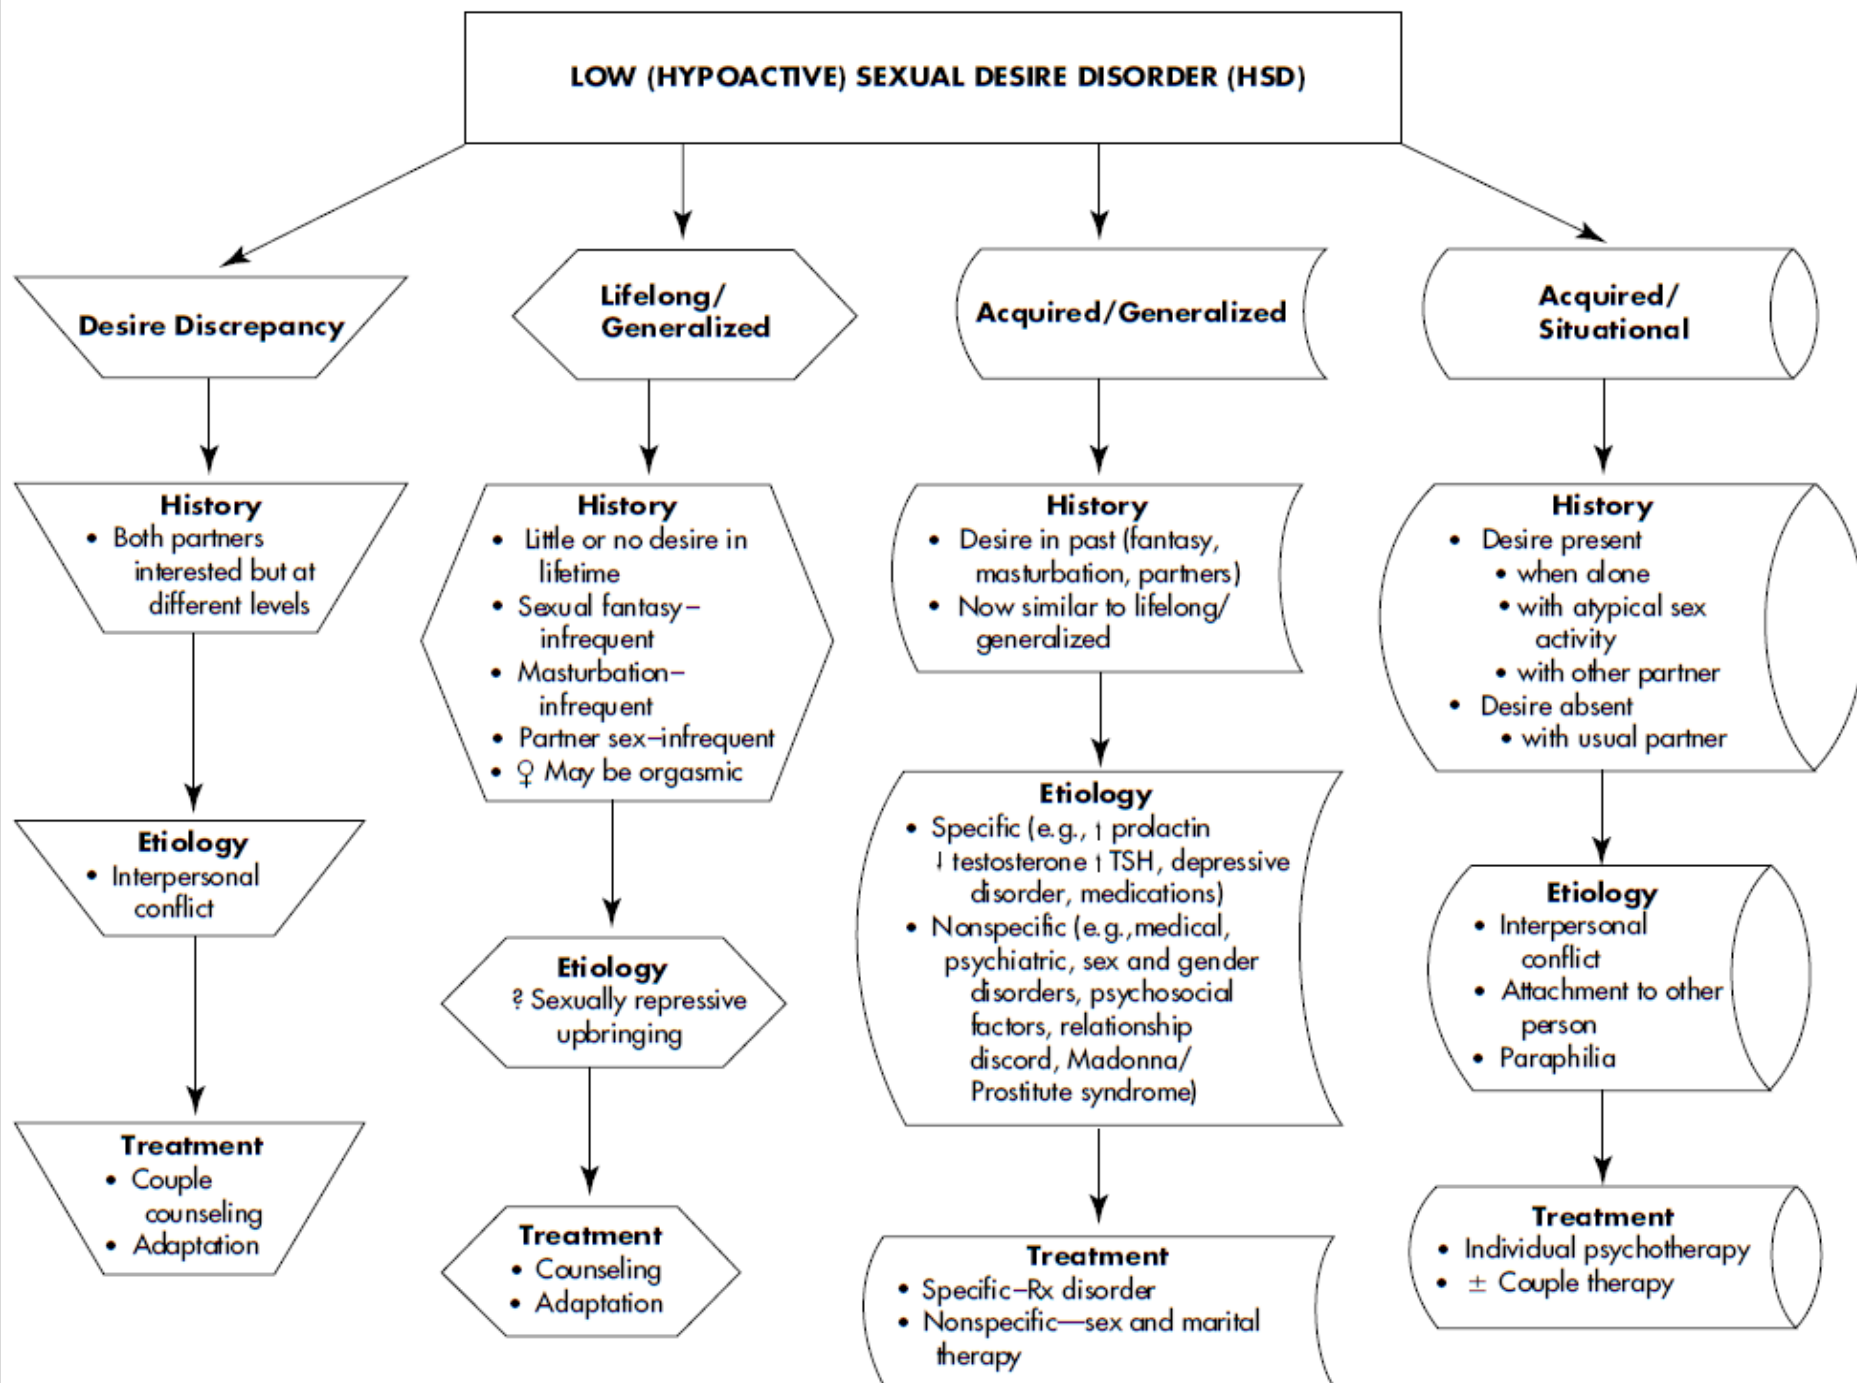 LOW (HYPOACTIVE) SEXUAL DESIRE DISORDER (HSD)
Desire Discrepancy
History
• Both partners
interested but at
different levels
Etiology
• Interpersonal
conflict
Treatment
• Couple
counseling
• Adaptation
Lifelong/
Generalized
History
• Little or no desire in
lifetime
• Sexual fantasy–
infrequent
• Masturbation–
infrequent
• Partner sex–infrequent
• ♀ May be orgasmic
Etiology
? Sexually repressive
upbringing
Treatment
• Counseling
• Adaptation
Acquired/Generalized
History
• Desire in past (fantasy,
masturbation, partners)
• Now similar to lifelong/
generalized
Etiology
• Specific (e.g., ↑ prolactin
↓ testosterone ↑ TSH, depressive
disorder, medications)
• Nonspecific (e.g.,medical,
psychiatric, sex and gender
disorders, psychosocial
factors, relationship
discord, Madonna/
Prostitute syndrome)
Treatment
• Specific–Rx disorder
• Nonspecific—sex and marital
therapy
Acquired/
Situational
History
• Desire present
• when alone
• with atypical sex
activity
• with other partner
• Desire absent
• with usual partner
Etiology
• Interpersonal
conflict
• Attachment to other
person
• Paraphilia
Treatment
• Individual psychotherapy
• ± Couple therapy